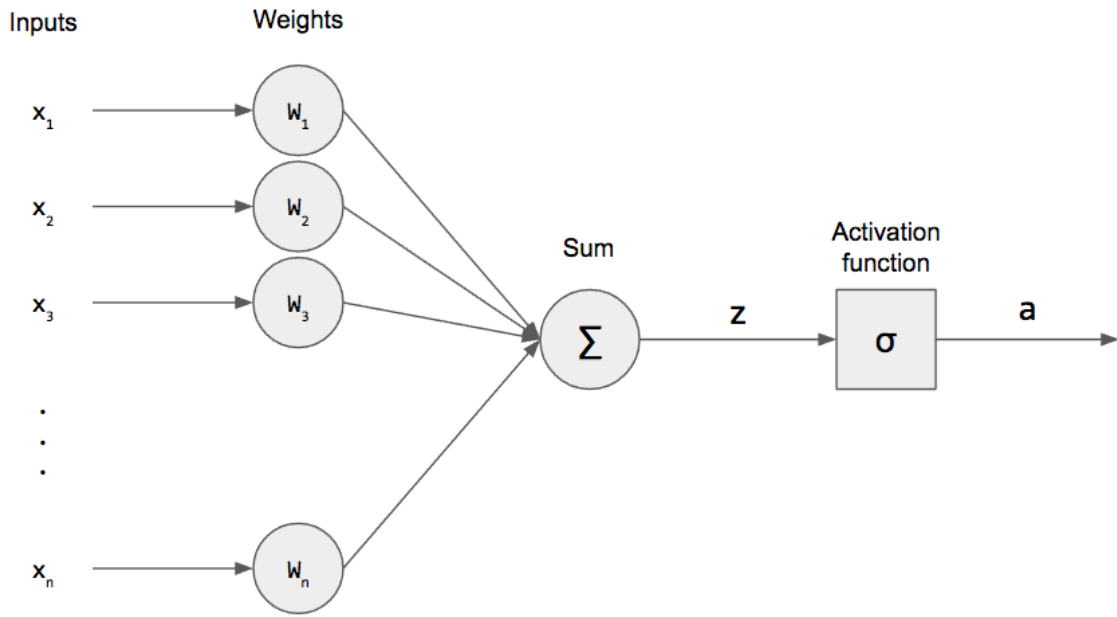 Inputs
Weights
x₁
W₁
x₂
W₂
x₃
W₃
Sum
Σ
z
Activation
function
σ
a
.
.
.
xₙ
Wₙ